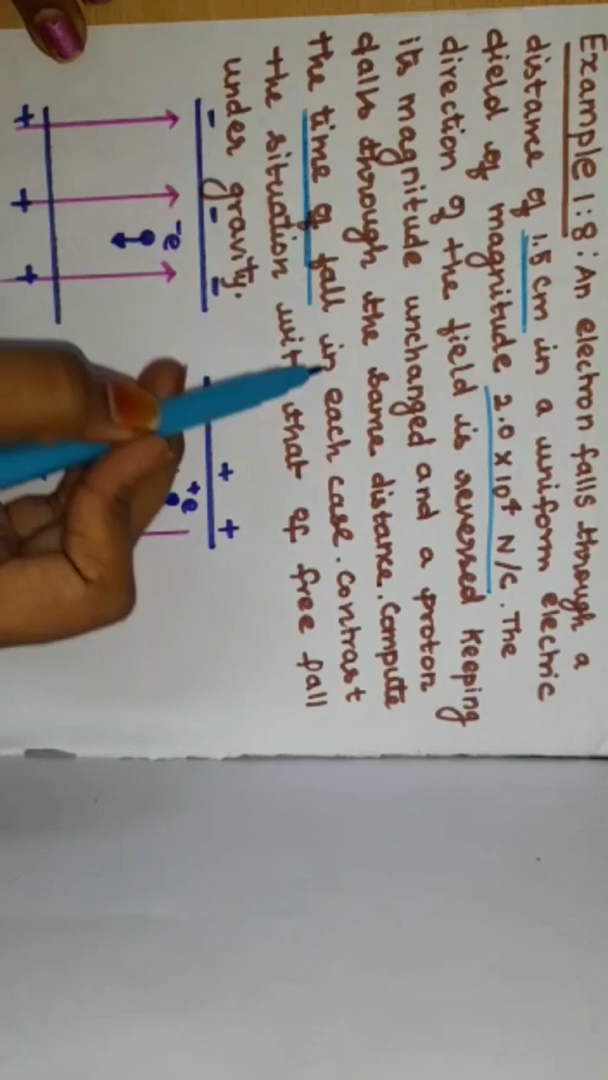 Example 1.8: An electron falls through a
distance of 1.5 cm in a uniform electric
field of magnitude 2.0 x 10⁴ N/C. The
direction of the field is reversed keeping
its magnitude unchanged and a proton
falls through the same distance. Compute
the time of fall in each case. contrast
the situation with that of free fall
under gravity.
- - -
-e
+ + +
+ +
+e